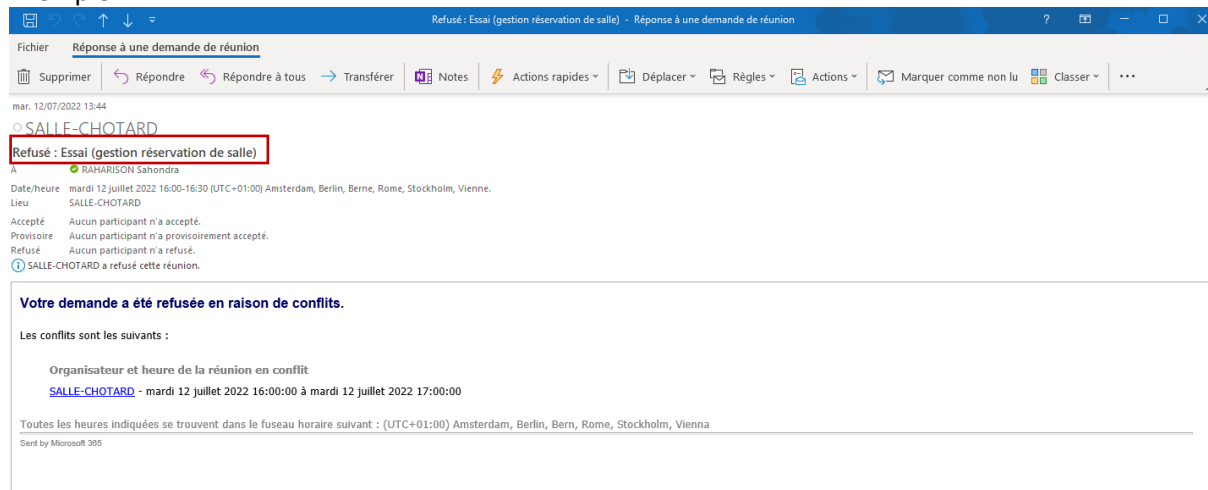 Refusé : Essai (gestion réservation de salle) - Réponse à une demande de réunion ?
Fichier Réponse à une demande de réunion
Supprimer Répondre Répondre à tous Transférer Notes Actions rapides Déplacer Règles Actions Marquer comme non lu Classer ...
mar. 12/07/2022 13:44
SALLE-CHOTARD
Refusé : Essai (gestion réservation de salle)
À RAHARISON Sahondra
Date/heure mardi 12 juillet 2022 16:00-16:30 (UTC+01:00) Amsterdam, Berlin, Berne, Rome, Stockholm, Vienne.
Lieu SALLE-CHOTARD
Accepté Aucun participant n'a accepté.
Provisoire Aucun participant n'a provisoirement accepté.
Refusé Aucun participant n'a refusé.
SALLE-CHOTARD a refusé cette réunion.
Votre demande a été refusée en raison de conflits.
Les conflits sont les suivants :
Organisateur et heure de la réunion en conflit
SALLE-CHOTARD - mardi 12 juillet 2022 16:00:00 à mardi 12 juillet 2022 17:00:00
Toutes les heures indiquées se trouvent dans le fuseau horaire suivant : (UTC+01:00) Amsterdam, Berlin, Bern, Rome, Stockholm, Vienna
Sent by Microsoft 365